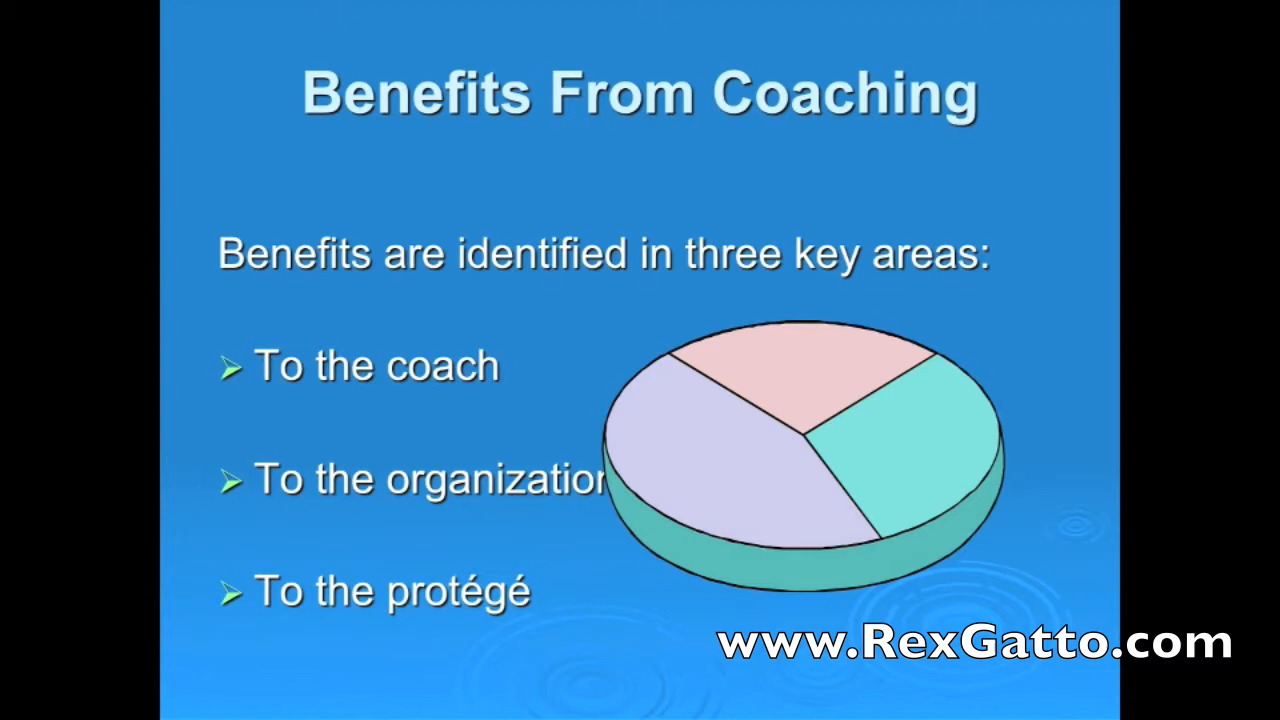 Benefits From Coaching
Benefits are identified in three key areas:
To the coach
To the organization
To the protégé
www.RexGatto.com